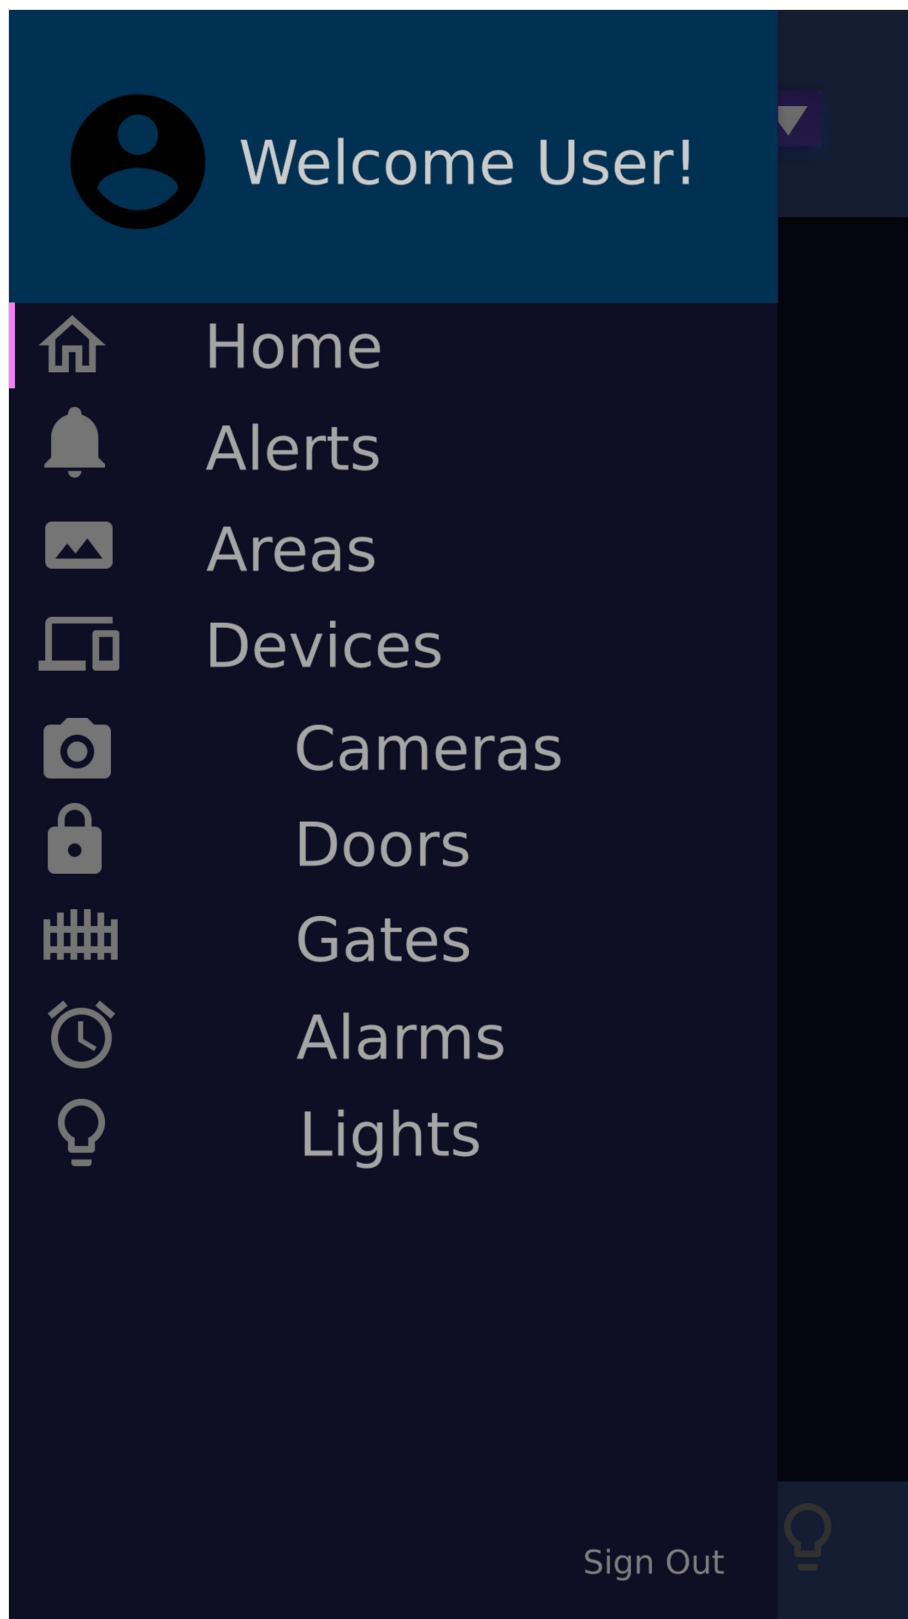 Welcome User!
Home
Alerts
Areas
Devices
Cameras
Doors
Gates
Alarms
Lights
Sign Out